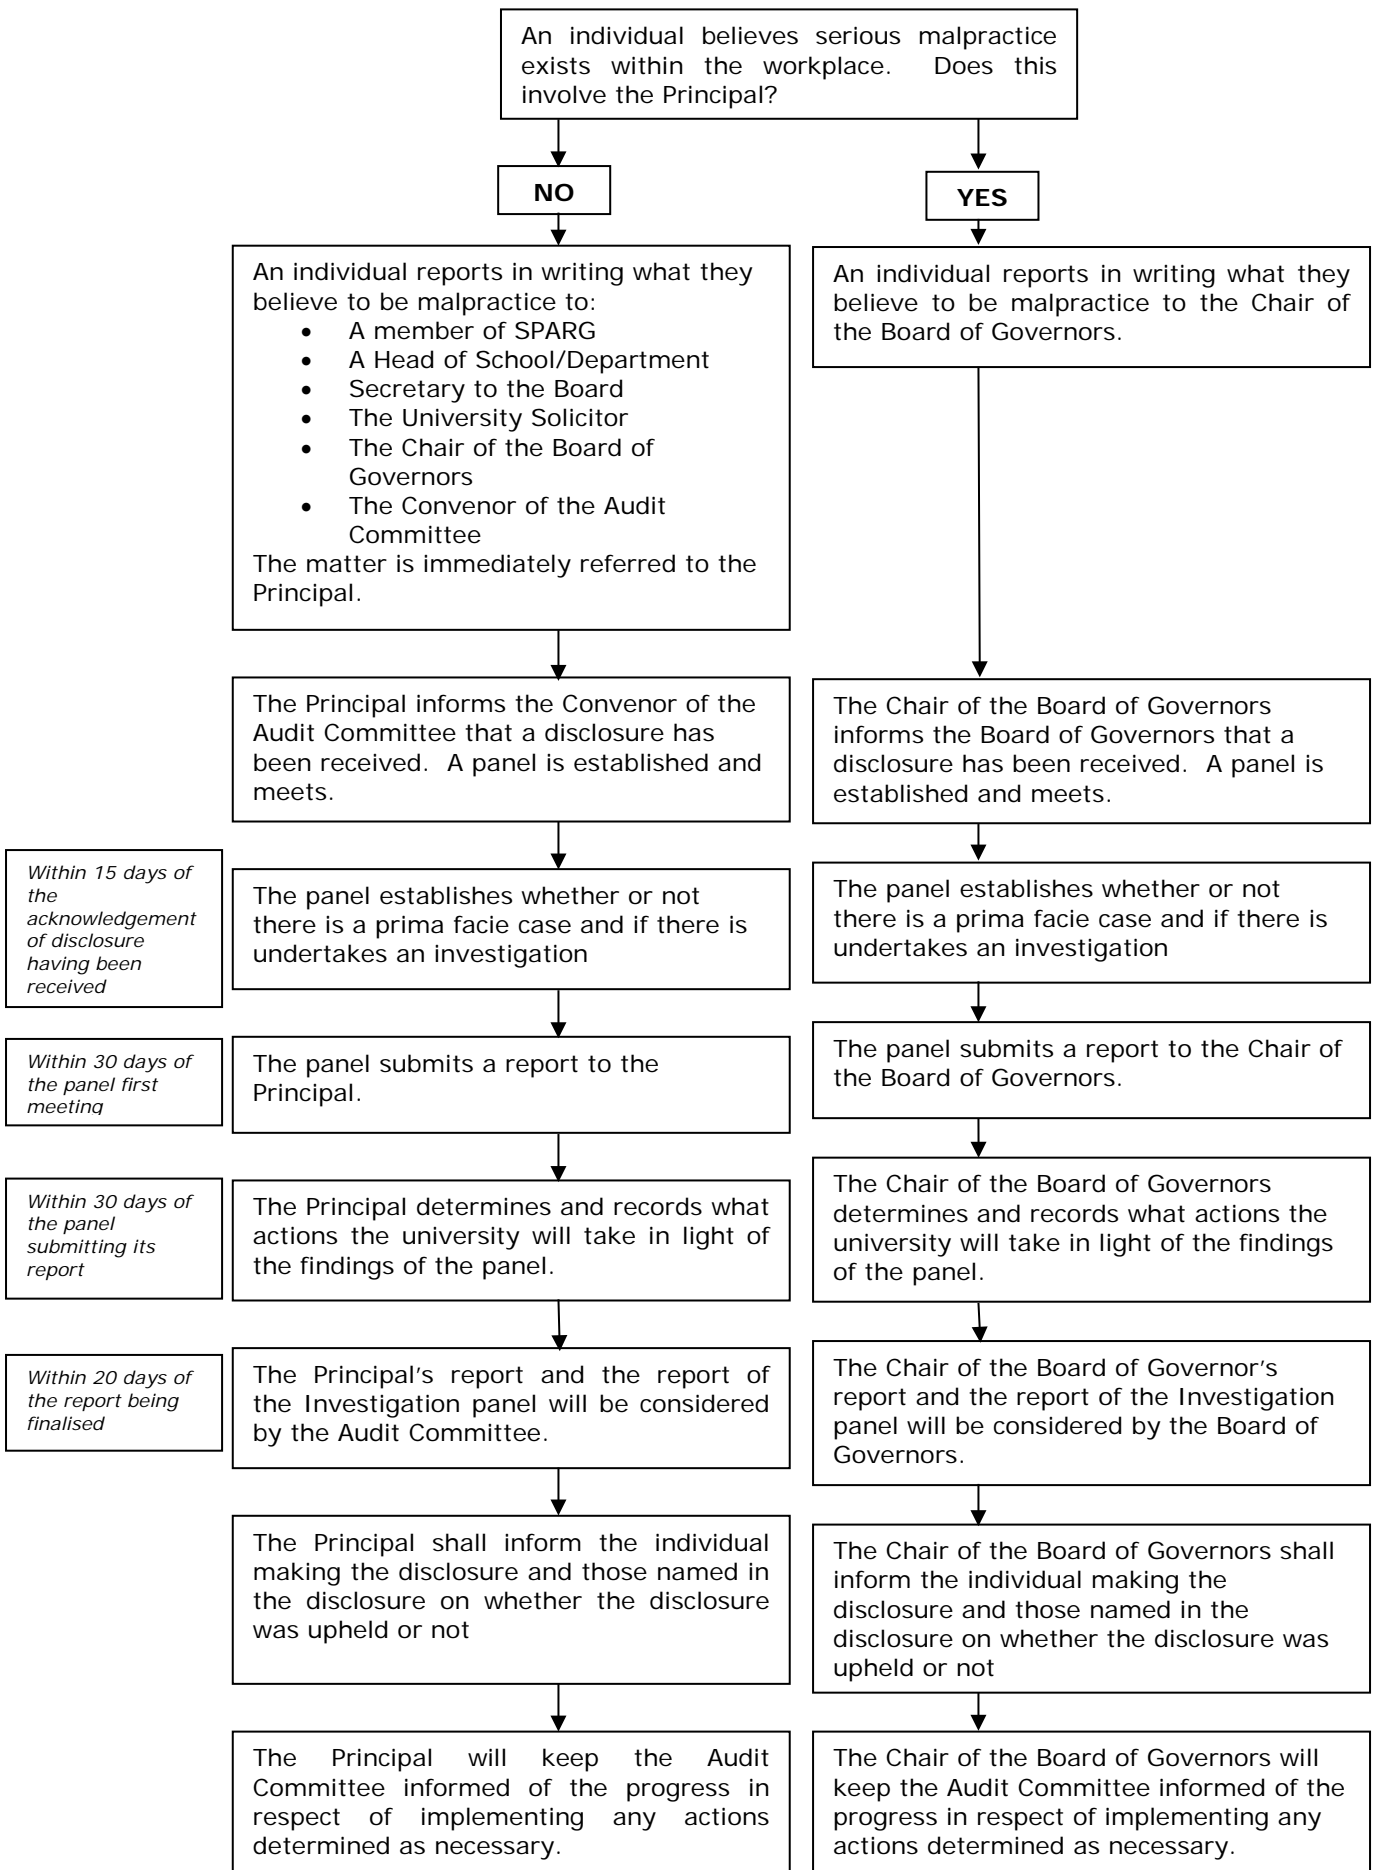 An individual believes serious malpractice
exists within the workplace. Does this
involve the Principal?
NO
YES
An individual reports in writing what they
believe to be malpractice to:
• A member of SPARG
• A Head of School/Department
• Secretary to the Board
• The University Solicitor
• The Chair of the Board of
Governors
• The Convenor of the Audit
Committee
The matter is immediately referred to the
Principal.
An individual reports in writing what they
believe to be malpractice to the Chair of
the Board of Governors.
The Principal informs the Convenor of the
Audit Committee that a disclosure has
been received. A panel is established and
meets.
The Chair of the Board of Governors
informs the Board of Governors that a
disclosure has been received. A panel is
established and meets.
Within 15 days of
the
acknowledgement
of disclosure
having been
received
The panel establishes whether or not
there is a prima facie case and if there is
undertakes an investigation
The panel establishes whether or not
there is a prima facie case and if there is
undertakes an investigation
Within 30 days of
the panel first
meeting
The panel submits a report to the
Principal.
The panel submits a report to the Chair of
the Board of Governors.
Within 30 days of
the panel
submitting its
report
The Principal determines and records what
actions the university will take in light of
the findings of the panel.
The Chair of the Board of Governors
determines and records what actions the
university will take in light of the findings
of the panel.
Within 20 days of
the report being
finalised
The Principal's report and the report of
the Investigation panel will be considered
by the Audit Committee.
The Chair of the Board of Governor's
report and the report of the Investigation
panel will be considered by the Board of
Governors.
The Principal shall inform the individual
making the disclosure and those named in
the disclosure on whether the disclosure
was upheld or not
The Chair of the Board of Governors shall
inform the individual making the
disclosure and those named in the
disclosure on whether the disclosure was
upheld or not
The Principal will keep the Audit
Committee informed of the progress in
respect of implementing any actions
determined as necessary.
The Chair of the Board of Governors will
keep the Audit Committee informed of the
progress in respect of implementing any
actions determined as necessary.